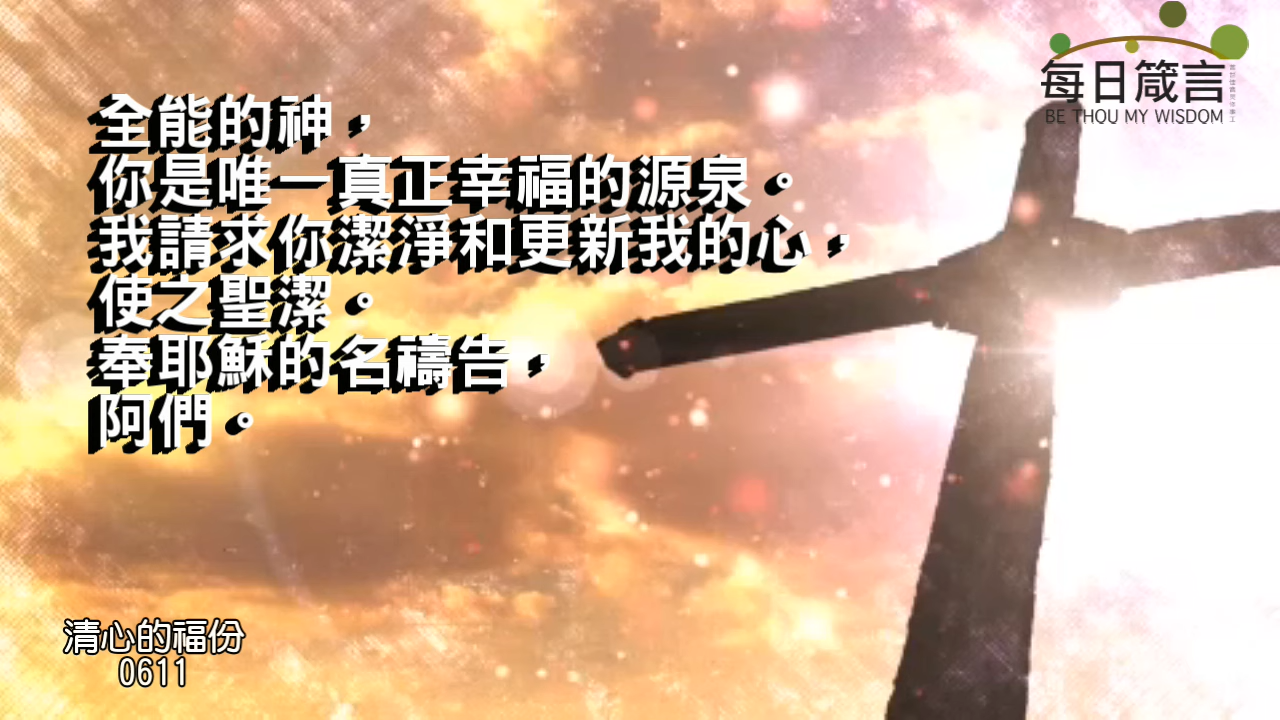 每日箴言
BE THOU MY WISDOM
全能的神，
你是唯一真正幸福的源泉。
我請求你潔淨和更新我的心，
使之聖潔。
奉耶穌的名禱告，
阿們。
清心的福份
0611